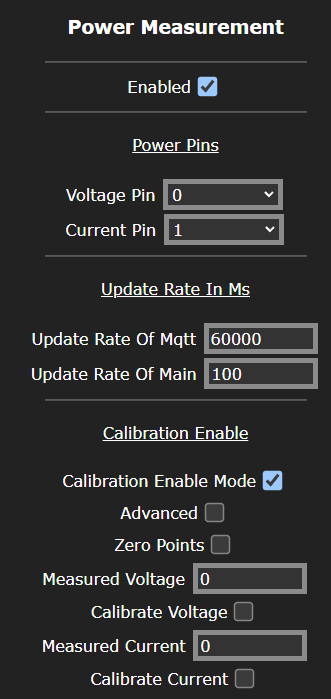 Power Measurement
Enabled
Power Pins
Voltage Pin 0
Current Pin 1
Update Rate In Ms
Update Rate Of Mqtt 60000
Update Rate Of Main 100
Calibration Enable
Calibration Enable Mode
Advanced
Zero Points
Measured Voltage 0
Calibrate Voltage
Measured Current 0
Calibrate Current